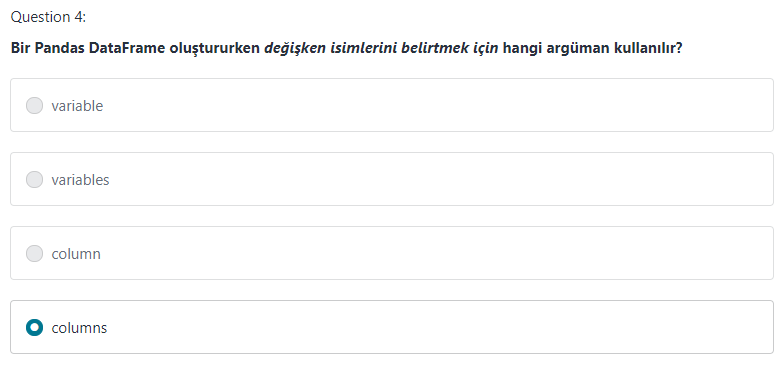 Question 4:
Bir Pandas DataFrame oluştururken değişken isimlerini belirtmek için hangi argüman kullanılır?
variable
variables
column
columns